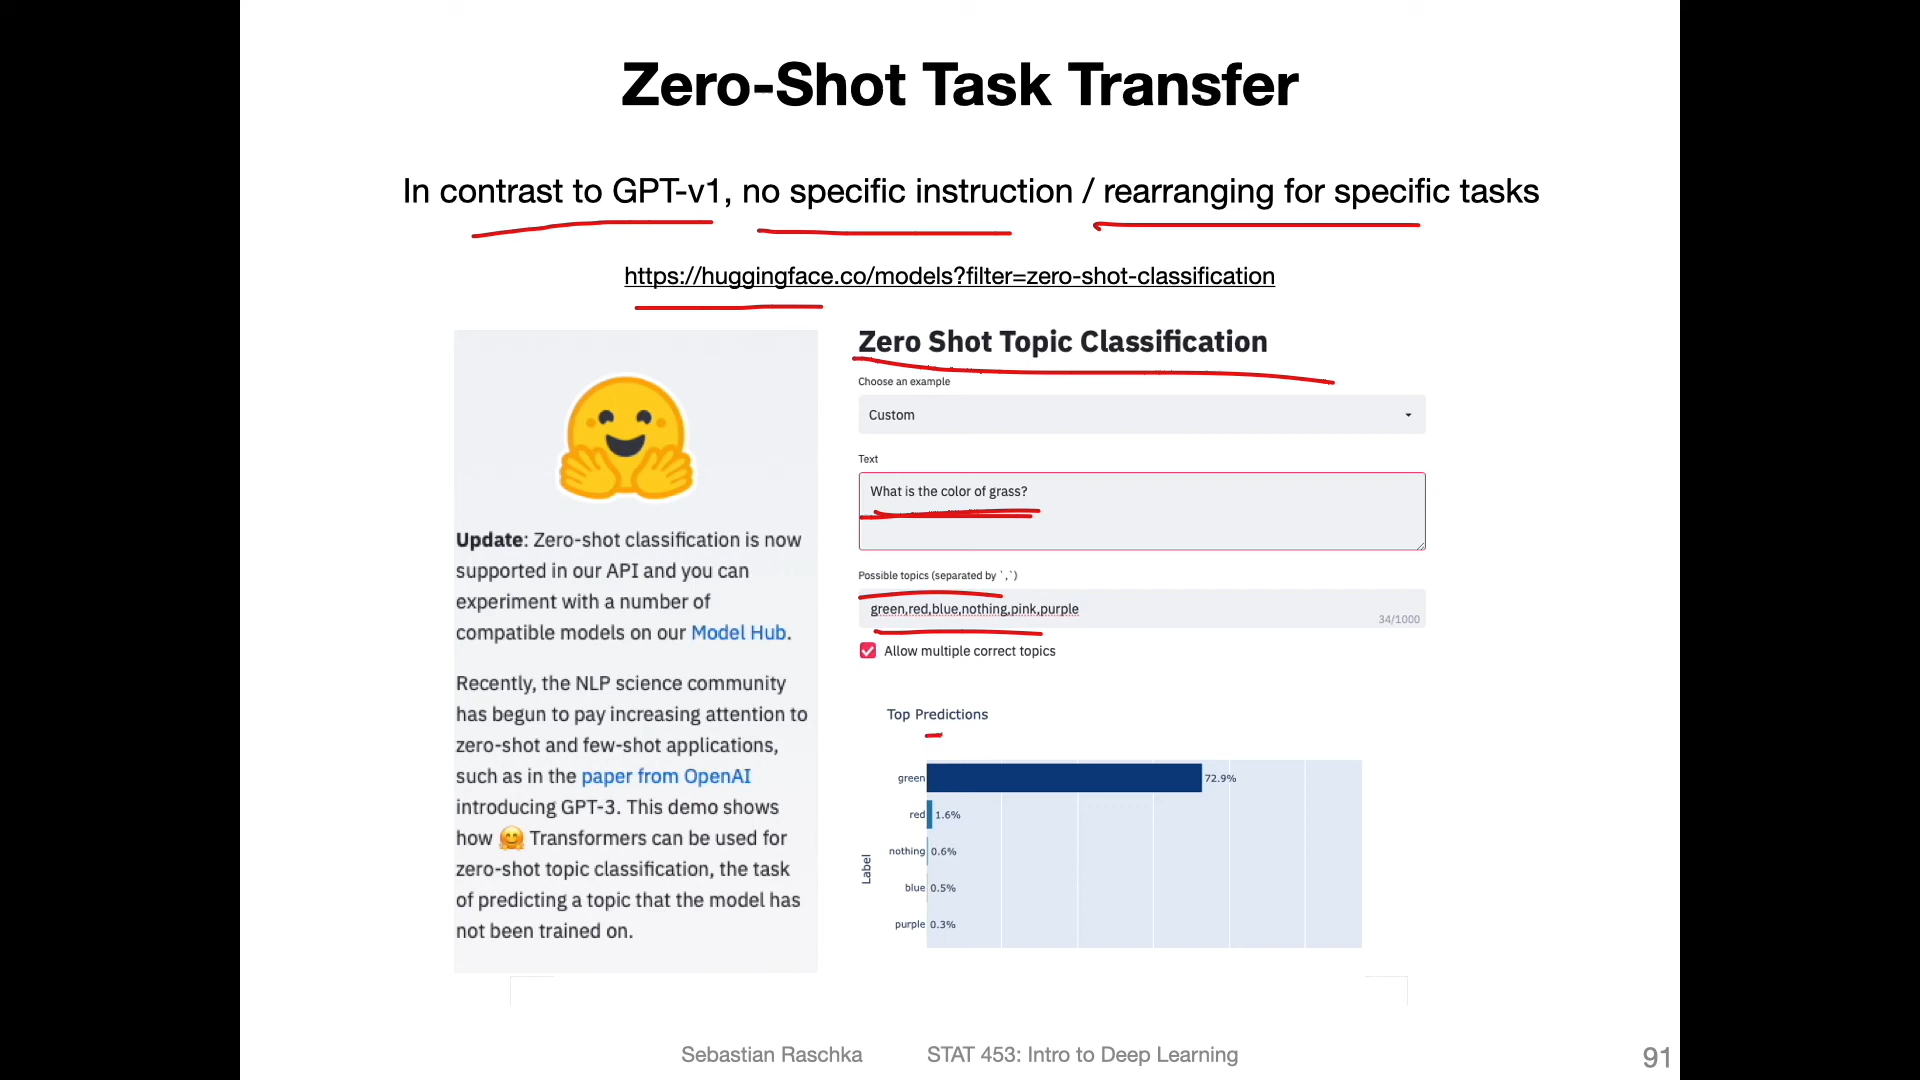 Zero-Shot Task Transfer
In contrast to GPT-v1, no specific instruction / rearranging for specific tasks
https://huggingface.co/models?filter=zero-shot-classification
Update: Zero-shot classification is now
supported in our API and you can
experiment with a number of
compatible models on our Model Hub.
Recently, the NLP science community
has begun to pay increasing attention to
zero-shot and few-shot applications,
such as in the paper from OpenAI
introducing GPT-3. This demo shows
how 🤗 Transformers can be used for
zero-shot topic classification, the task
of predicting a topic that the model has
not been trained on.
Zero Shot Topic Classification
Choose an example
Custom
Text
What is the color of grass?
Possible topics (separated by `,`)
green,red,blue,nothing,pink,purple
34/1000
Allow multiple correct topics
Top Predictions
Label
green 72.9%
red 1.6%
nothing 0.6%
blue 0.5%
purple 0.3%
Sebastian Raschka STAT 453: Intro to Deep Learning 91